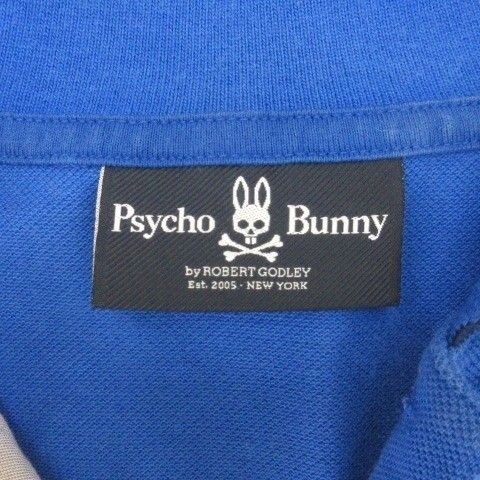 Psycho Bunny
by ROBERT GODLEY
Est. 2005 · NEW YORK